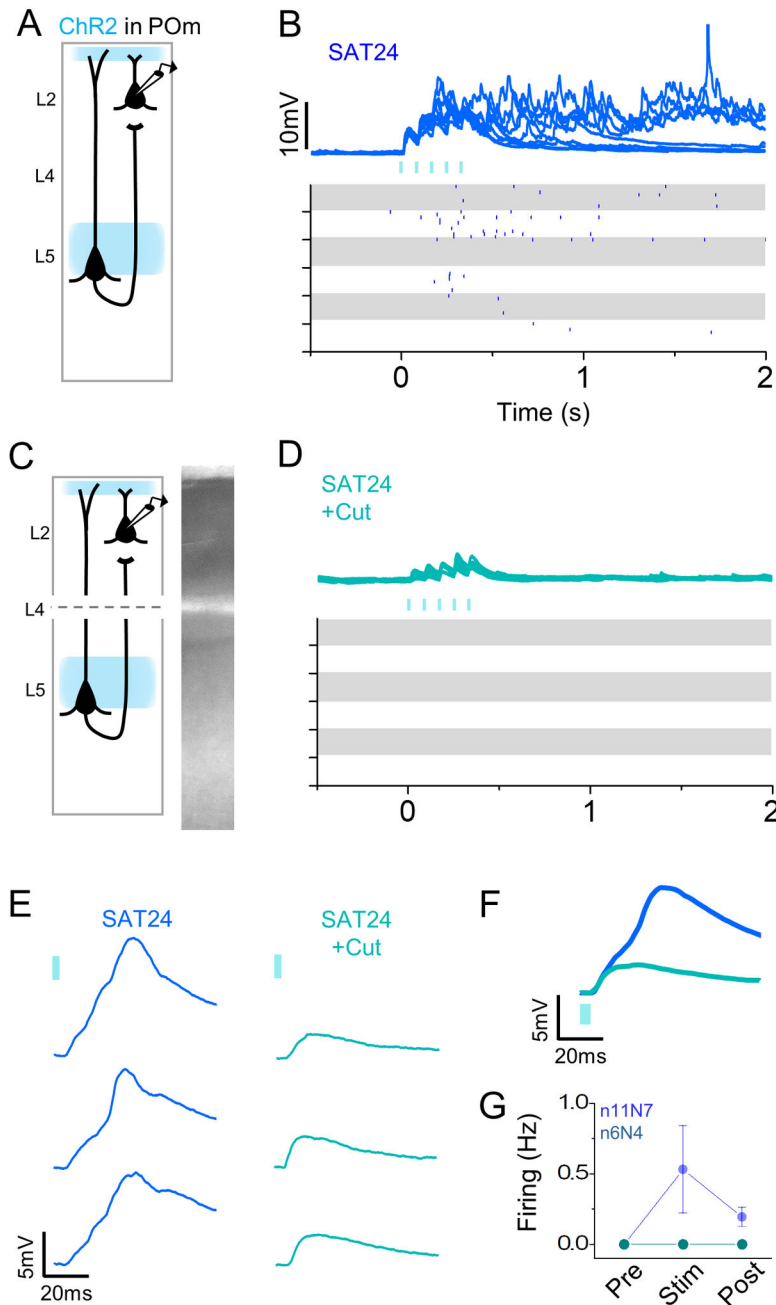 A
ChR2 in POm
L2
L4
L5
B
SAT24
10mV
0
1
2
Time (s)
C
L2
L4
L5
D
SAT24
+Cut
0
1
2
E
SAT24
SAT24
+Cut
5mV
20ms
F
5mV
20ms
G
n11N7
n6N4
1.0
0.5
0.0
Firing (Hz)
Pre
Stim
Post